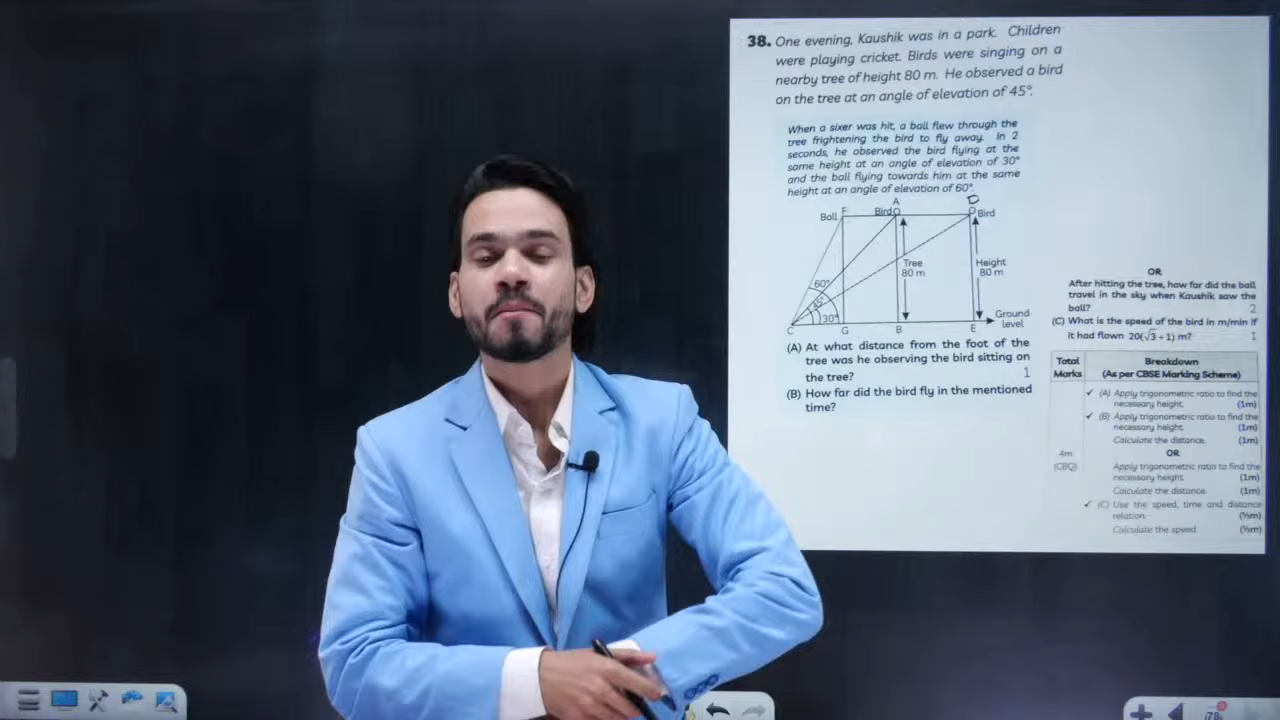 38. One evening, Kaushik was in a park. Children
were playing cricket. Birds were singing on a
nearby tree of height 80 m. He observed a bird
on the tree at an angle of elevation of 45°.
When a sixer was hit, a ball flew through the
tree frightening the bird to fly away. In 2
seconds, he observed the bird flying at the
same height at an angle of elevation of 30°
and the ball flying towards him at the same
height at an angle of elevation of 60°.
A D
Ball F Bird Bird
Tree
80 m
Height
80 m
60°
45°
30°
Ground
level
C G B E
(A) At what distance from the foot of the
tree was he observing the bird sitting on
the tree? 1
(B) How far did the bird fly in the mentioned
time?
OR
After hitting the tree, how far did the ball
travel in the sky when Kaushik saw the
ball? 2
(C) What is the speed of the bird in m/min if
it had flown 20(√3+1) m? 1
Total
Marks
Breakdown
(As per CBSE Marking Scheme)
4m
(CBQ)
✓ (A) Apply trigonometric ratio to find the
necessary height. (1m)
✓ (B) Apply trigonometric ratio to find the
necessary height. (1m)
Calculate the distance. (1m)
OR
Apply trigonometric ratio to find the
necessary height. (1m)
Calculate the distance. (1m)
✓ (C) Use the speed, time and distance
relation. (½m)
Calculate the speed. (½m)